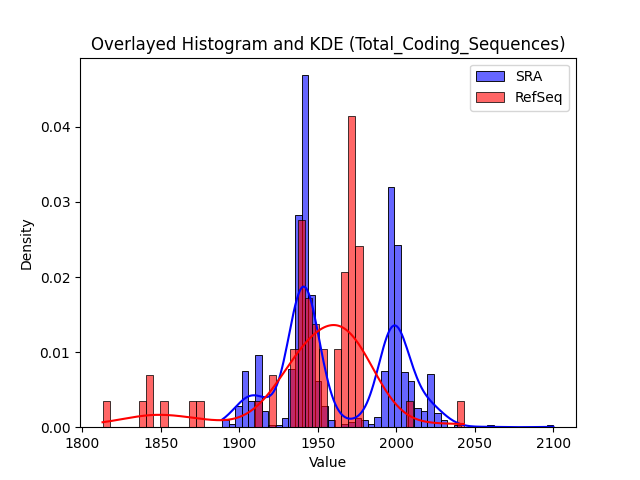 Overlayed Histogram and KDE (Total_Coding_Sequences)
SRA
RefSeq
0.04
0.03
0.02
0.01
0.00
Density
1800 1850 1900 1950 2000 2050 2100
Value